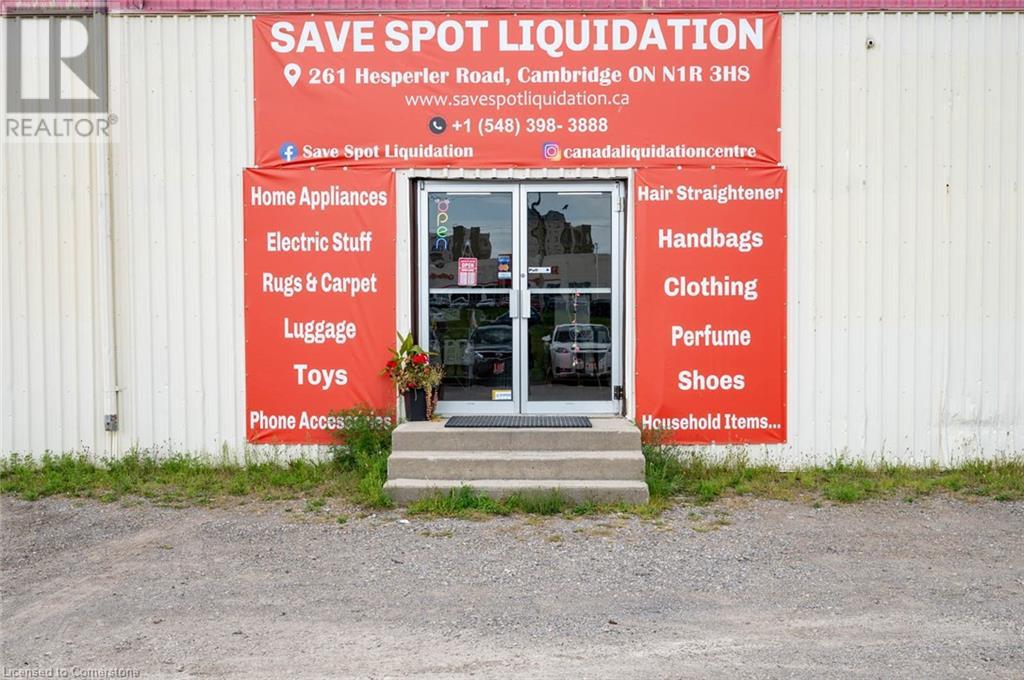 SAVE SPOT LIQUIDATION
261 Hesperler Road, Cambridge ON N1R 3H8
www.savespotliquidation.ca
+1 (548) 398- 3888
Save Spot Liquidation
canadaliquidationcentre
R
REALTOR®
Home Appliances
Electric Stuff
Rugs & Carpet
Luggage
Toys
Phone Accessories
open
OPEN
Pull
Hair Straightener
Handbags
Clothing
Perfume
Shoes
Household Items...
Licensed to Cornerstone